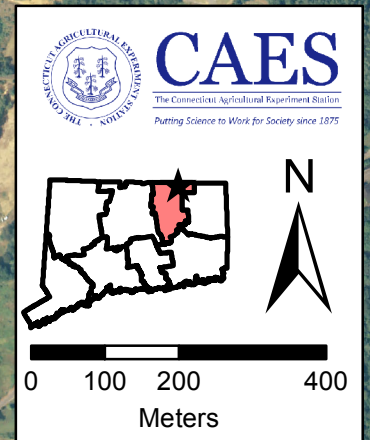 THE CONNECTICUT AGRICULTURAL EXPERIMENT STATION
CAES
The Connecticut Agricultural Experiment Station
Putting Science to Work for Society since 1875
N
0 100 200 400
Meters